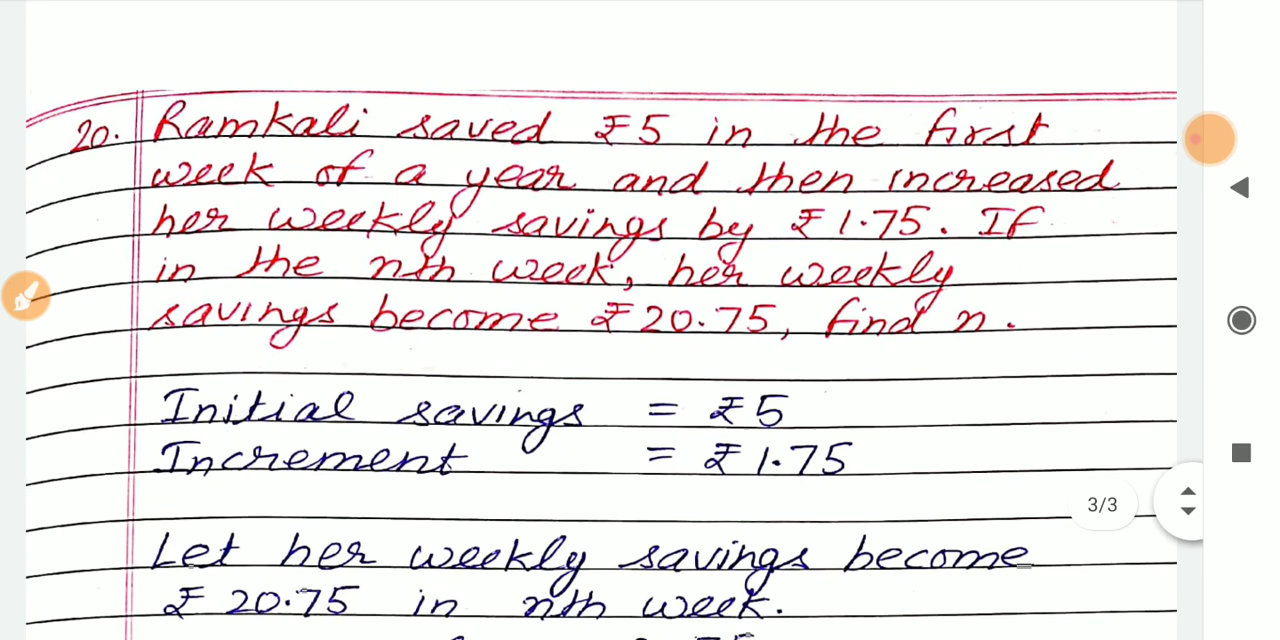 20. Ramkali saved ₹5 in the first
week of a year and then increased
her weekly savings by ₹1.75. If
in the nth week, her weekly
savings become ₹20.75, find n.
Initial savings = ₹5
Increment = ₹1.75
3/3
Let her weekly savings become
₹20.75 in nth week.